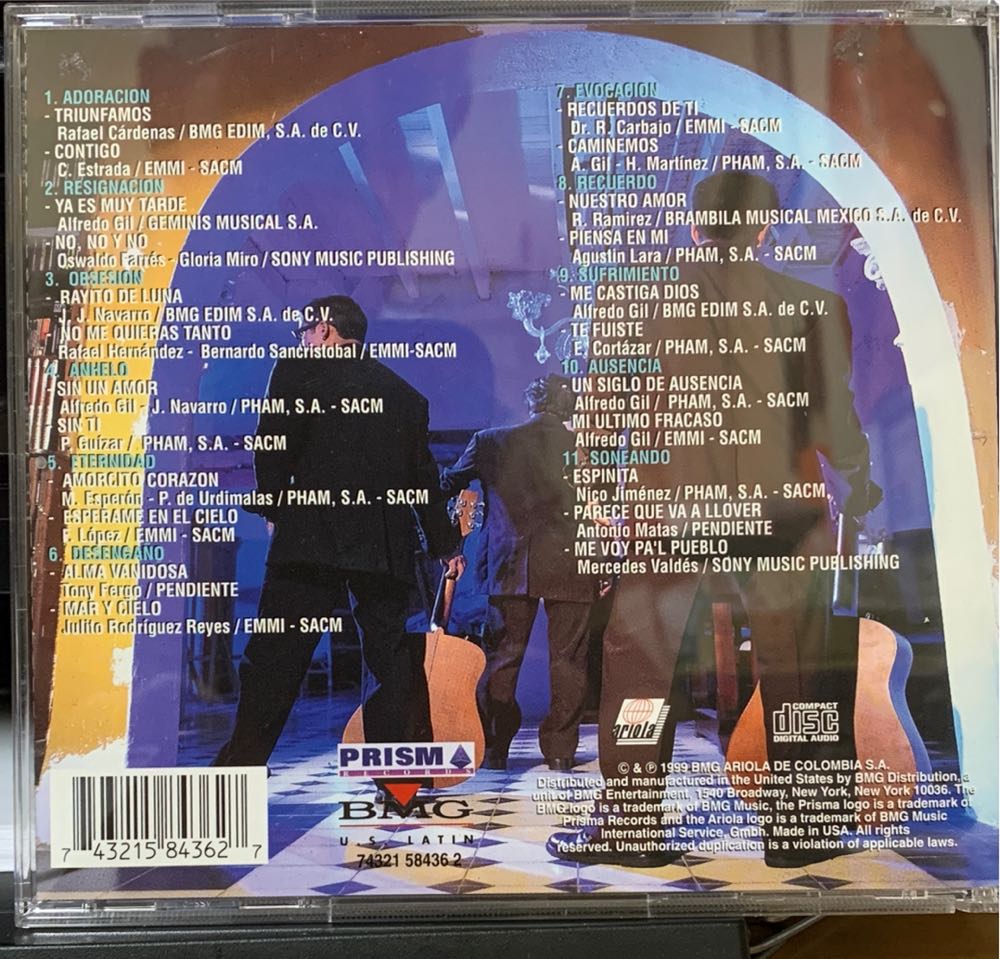 1. ADORACION
- TRIUNFAMOS
Rafael Cárdenas / BMG EDIM, S.A. de C.V.
- CONTIGO
C. Estrada / EMMI - SACM
2. RESIGNACION
- YA ES MUY TARDE
Alfredo Gil / GEMINIS MUSICAL S.A.
- NO, NO Y NO
Oswaldo Farrés - Gloria Miro / SONY MUSIC PUBLISHING
3. OBSESION
- RAYITO DE LUNA
J. J. Navarro / BMG EDIM S.A. de C.V.
- NO ME QUIERAS TANTO
Rafael Hernández - Bernardo Sancristobal / EMMI-SACM
4. ANHELO
- SIN UN AMOR
Alfredo Gil - J. Navarro / PHAM, S.A. - SACM
- SIN TI
P. Guízar / PHAM, S.A. - SACM
5. ETERNIDAD
- AMORCITO CORAZON
M. Esperón - P. de Urdimalas / PHAM, S.A. - SACM
- ESPERAME EN EL CIELO
F. López / EMMI - SACM
6. DESENGANO
- ALMA VANIDOSA
Tony Fergo / PENDIENTE
- MAR Y CIELO
Julito Rodríguez Reyes / EMMI - SACM
7. EVOCACION
- RECUERDOS DE TI
Dr. R. Carbajo / EMMI - SACM
- CAMINEMOS
A. Gil - H. Martínez / PHAM, S.A. - SACM
8. RECUERDO
- NUESTRO AMOR
R. Ramirez / BRAMBILA MUSICAL MEXICO S.A. de C.V.
- PIENSA EN MI
Agustin Lara / PHAM, S.A. - SACM
9. SUFRIMIENTO
- ME CASTIGA DIOS
Alfredo Gil / BMG EDIM S.A. de C.V.
- TE FUISTE
E. Cortázar / PHAM, S.A. - SACM
10. AUSENCIA
- UN SIGLO DE AUSENCIA
Alfredo Gil / PHAM, S.A. - SACM
- MI ULTIMO FRACASO
Alfredo Gil / EMMI - SACM
11. SONEANDO
- ESPINITA
Nico Jiménez / PHAM, S.A. - SACM
- PARECE QUE VA A LLOVER
Antonio Matas / PENDIENTE
- ME VOY PA'L PUEBLO
Mercedes Valdés / SONY MUSIC PUBLISHING
ariola
COMPACT
disc
DIGITAL AUDIO
PRISM
RECORDS
BMG
U.S. LATIN
74321 58436 2
7 43215 84362 7
© & ℗ 1999 BMG ARIOLA DE COLOMBIA S.A.
Distributed and manufactured in the United States by BMG Distribution, a
unit of BMG Entertainment, 1540 Broadway, New York, New York 10036. The
BMG logo is a trademark of BMG Music, the Prisma logo is a trademark of
Prisma Records and the Ariola logo is a trademark of BMG Music
International Service, Gmbh. Made in USA. All rights
reserved. Unauthorized duplication is a violation of applicable laws.